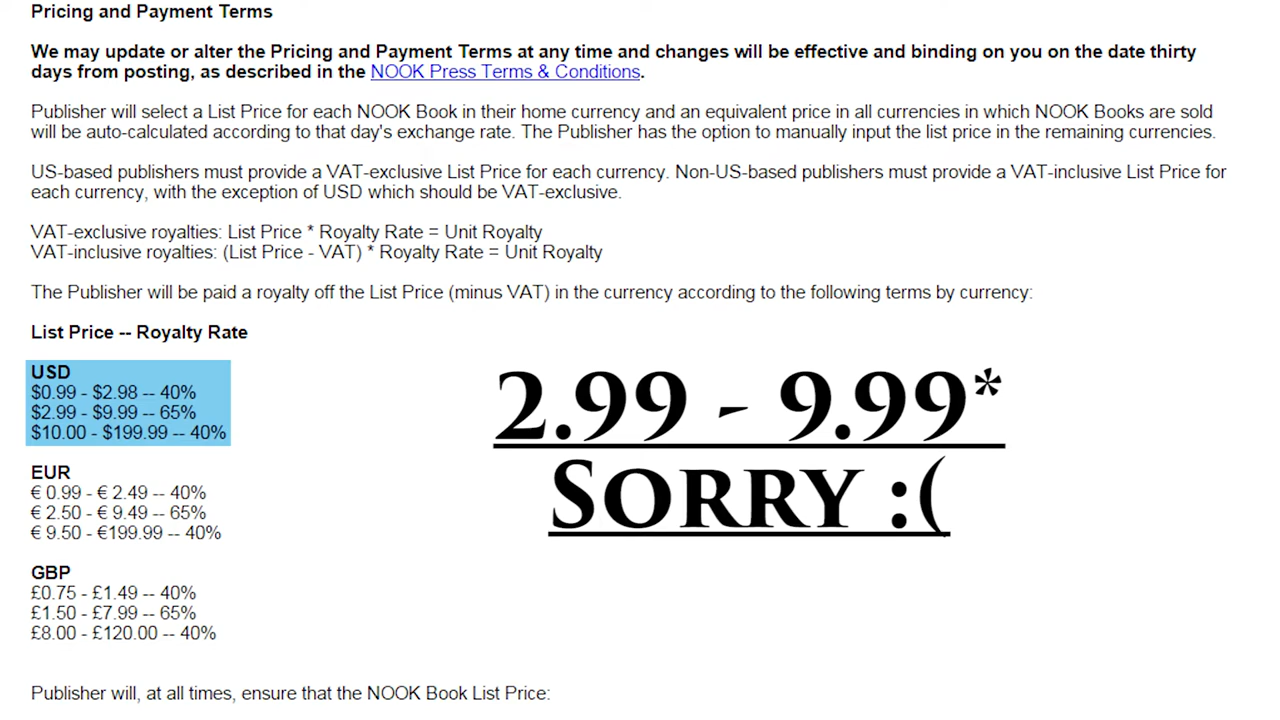 Pricing and Payment Terms
We may update or alter the Pricing and Payment Terms at any time and changes will be effective and binding on you on the date thirty
days from posting, as described in the NOOK Press Terms & Conditions.
Publisher will select a List Price for each NOOK Book in their home currency and an equivalent price in all currencies in which NOOK Books are sold
will be auto-calculated according to that day's exchange rate. The Publisher has the option to manually input the list price in the remaining currencies.
US-based publishers must provide a VAT-exclusive List Price for each currency. Non-US-based publishers must provide a VAT-inclusive List Price for
each currency, with the exception of USD which should be VAT-exclusive.
VAT-exclusive royalties: List Price * Royalty Rate = Unit Royalty
VAT-inclusive royalties: (List Price - VAT) * Royalty Rate = Unit Royalty
The Publisher will be paid a royalty off the List Price (minus VAT) in the currency according to the following terms by currency:
List Price -- Royalty Rate
USD
$0.99 - $2.98 -- 40%
$2.99 - $9.99 -- 65%
$10.00 - $199.99 -- 40%
2.99 - 9.99*
Sorry :(
EUR
€ 0.99 - € 2.49 -- 40%
€ 2.50 - € 9.49 -- 65%
€ 9.50 - €199.99 -- 40%
GBP
£0.75 - £1.49 -- 40%
£1.50 - £7.99 -- 65%
£8.00 - £120.00 -- 40%
Publisher will, at all times, ensure that the NOOK Book List Price: